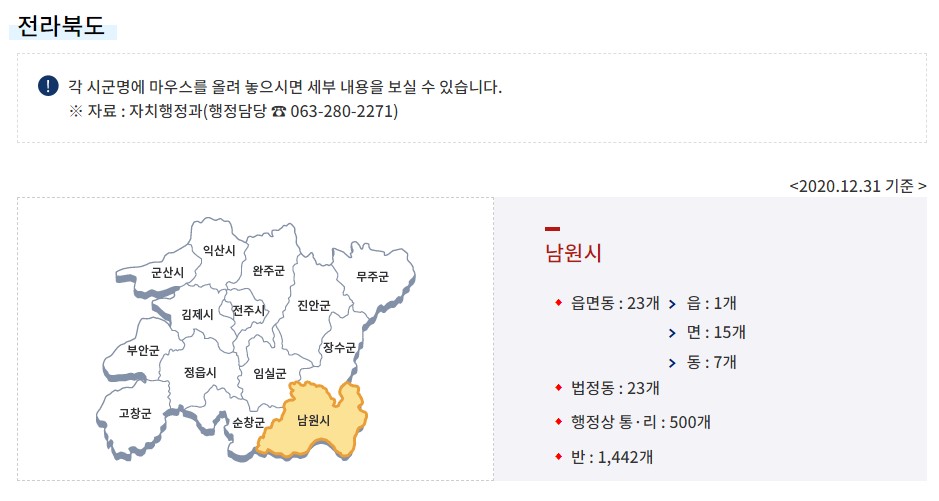 전라북도
! 각 시군명에 마우스를 올려 놓으시면 세부 내용을 보실 수 있습니다.
※ 자료 : 자치행정과(행정담당 ☎ 063-280-2271)
<2020.12.31 기준 >
익산시
군산시
완주군
무주군
김제시
전주시
진안군
부안군
장수군
정읍시
임실군
고창군
순창군
남원시
남원시
읍면동 : 23개 > 읍 : 1개
> 면 : 15개
> 동 : 7개
법정동 : 23개
행정상 통·리 : 500개
반 : 1,442개